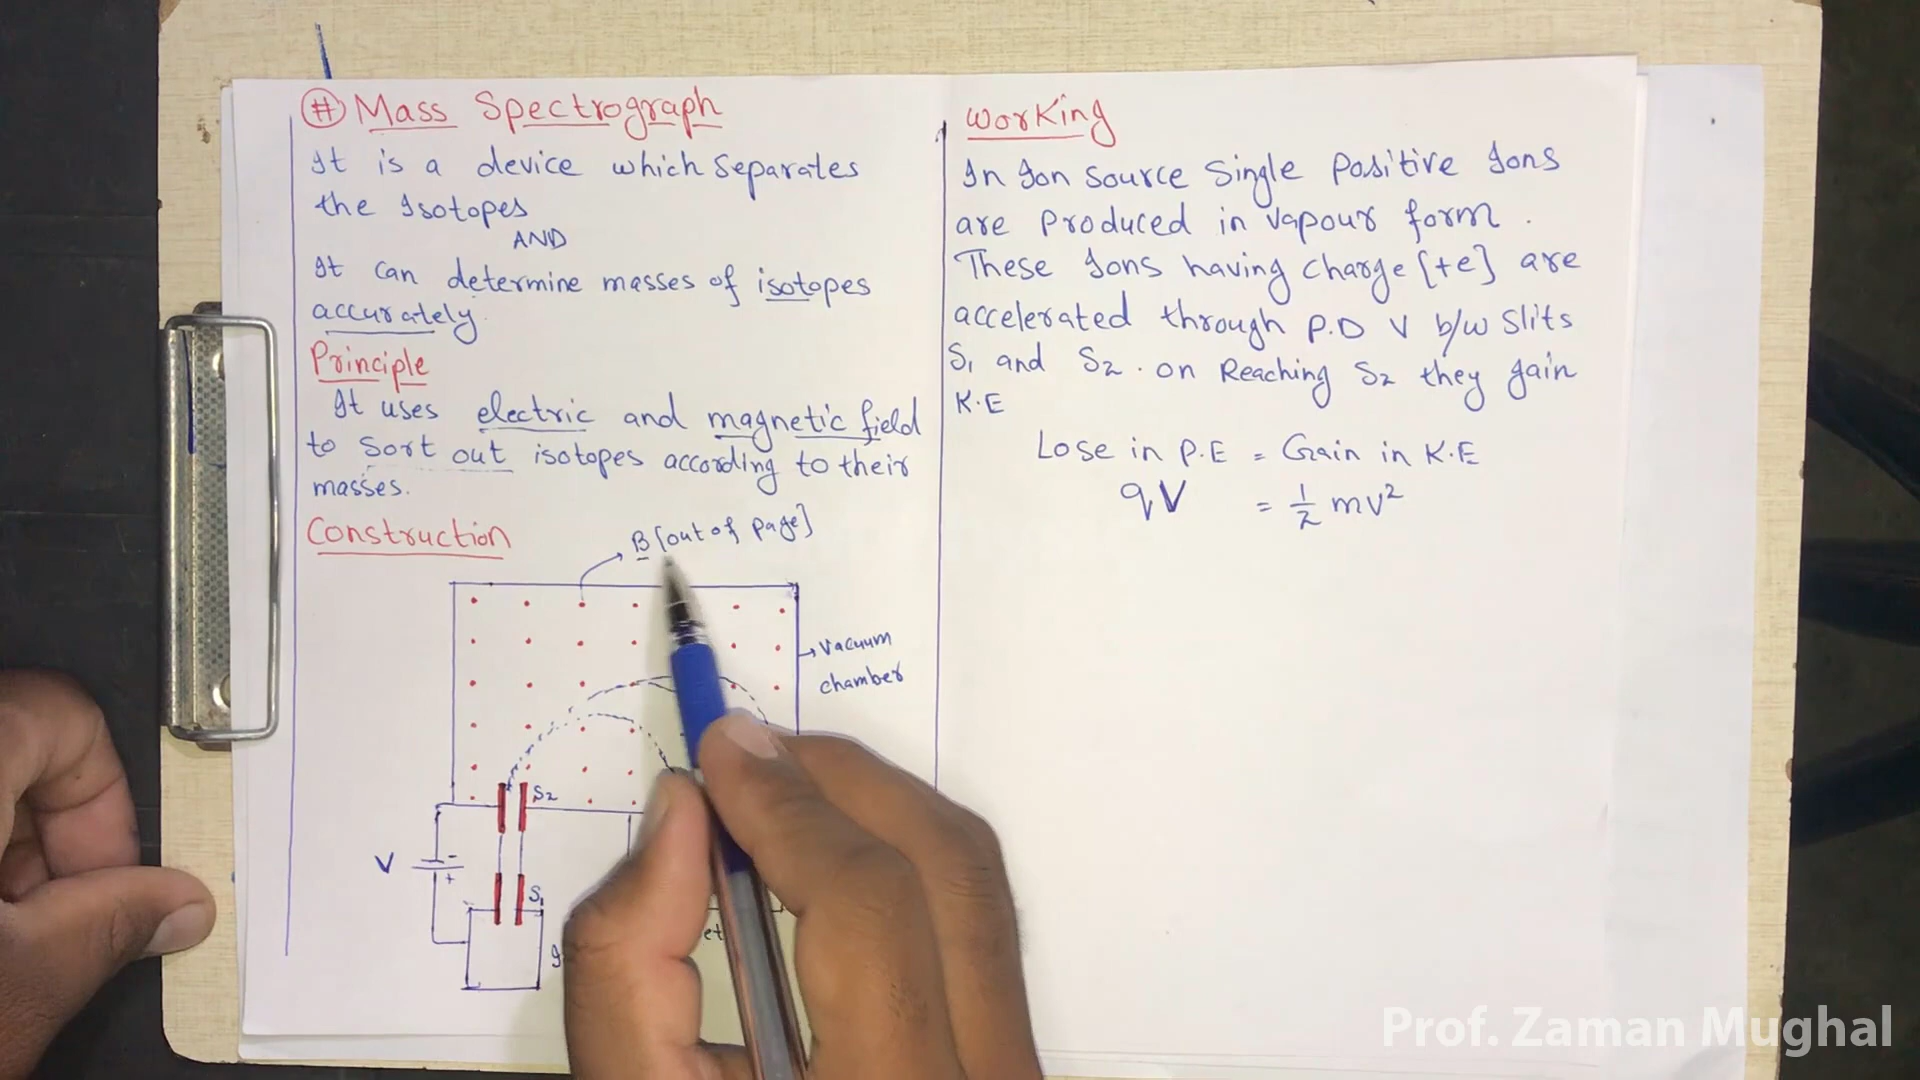 # Mass Spectrograph
It is a device which separates
the Isotopes
AND
It can determine masses of isotopes
accurately.
Principle
It uses electric and magnetic field
to sort out isotopes according to their
masses.
Construction
B [out of page]
Vacuum
chamber
S2
V
-
+
S1
Working
In Ion source Single Positive Ions
are Produced in Vapour form.
These Ions having charge [+e] are
accelerated through P.D V b/w Slits
S1 and S2. on Reaching S2 they gain
K.E
Lose in P.E = Gain in K.E
qV = 1/2 mv²
Prof. Zaman Mughal